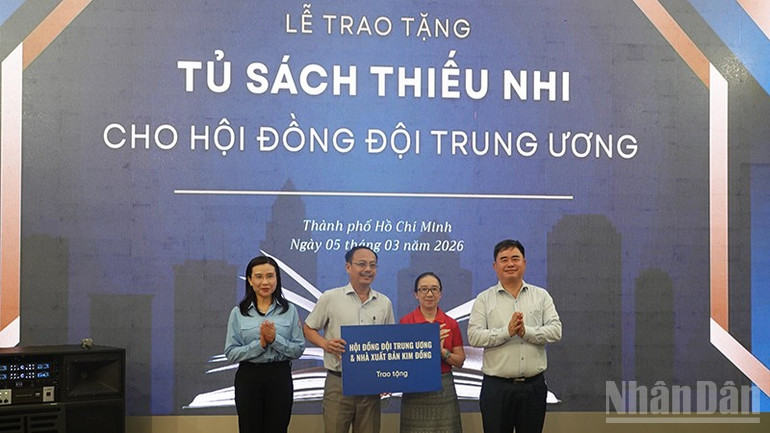 LỄ TRAO TẶNG
TỦ SÁCH THIẾU NHI
CHO HỘI ĐỒNG ĐỘI TRUNG ƯƠNG
Thành phố Hồ Chí Minh
Ngày 05 tháng 03 năm 2026
HỘI ĐỒNG ĐỘI TRUNG ƯƠNG
& NHÀ XUẤT BẢN KIM ĐỒNG
Trao tặng
NhânDân
NhânDân